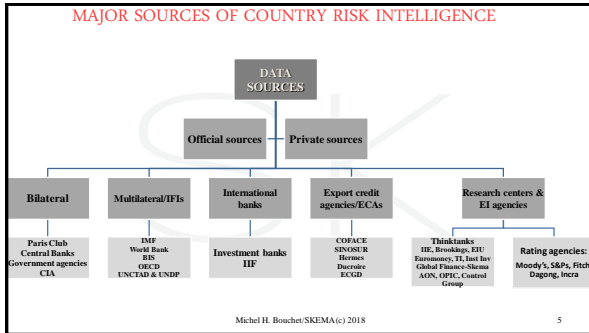 MAJOR SOURCES OF COUNTRY RISK INTELLIGENCE
DATA
SOURCES
Official sources
Private sources
Bilateral
Multilateral/IFIs
International
banks
Export credit
agencies/ECAs
Research centers &
EI agencies
Paris Club
Central Banks
Government agencies
CIA
IMF
World Bank
BIS
OECD
UNCTAD & UNDP
Investment banks
IIF
COFACE
SINOSUR
Hermes
Ducroire
ECGD
Thinktanks
IIE, Brookings, EIU
Euromoney, TI, Inst Inv
Global Finance-Skema
AON, OPIC, Control
Group
Rating agencies:
Moody's, S&Ps, Fitch
Dagong, Incra
Michel H. Bouchet/SKEMA(c) 2018
5